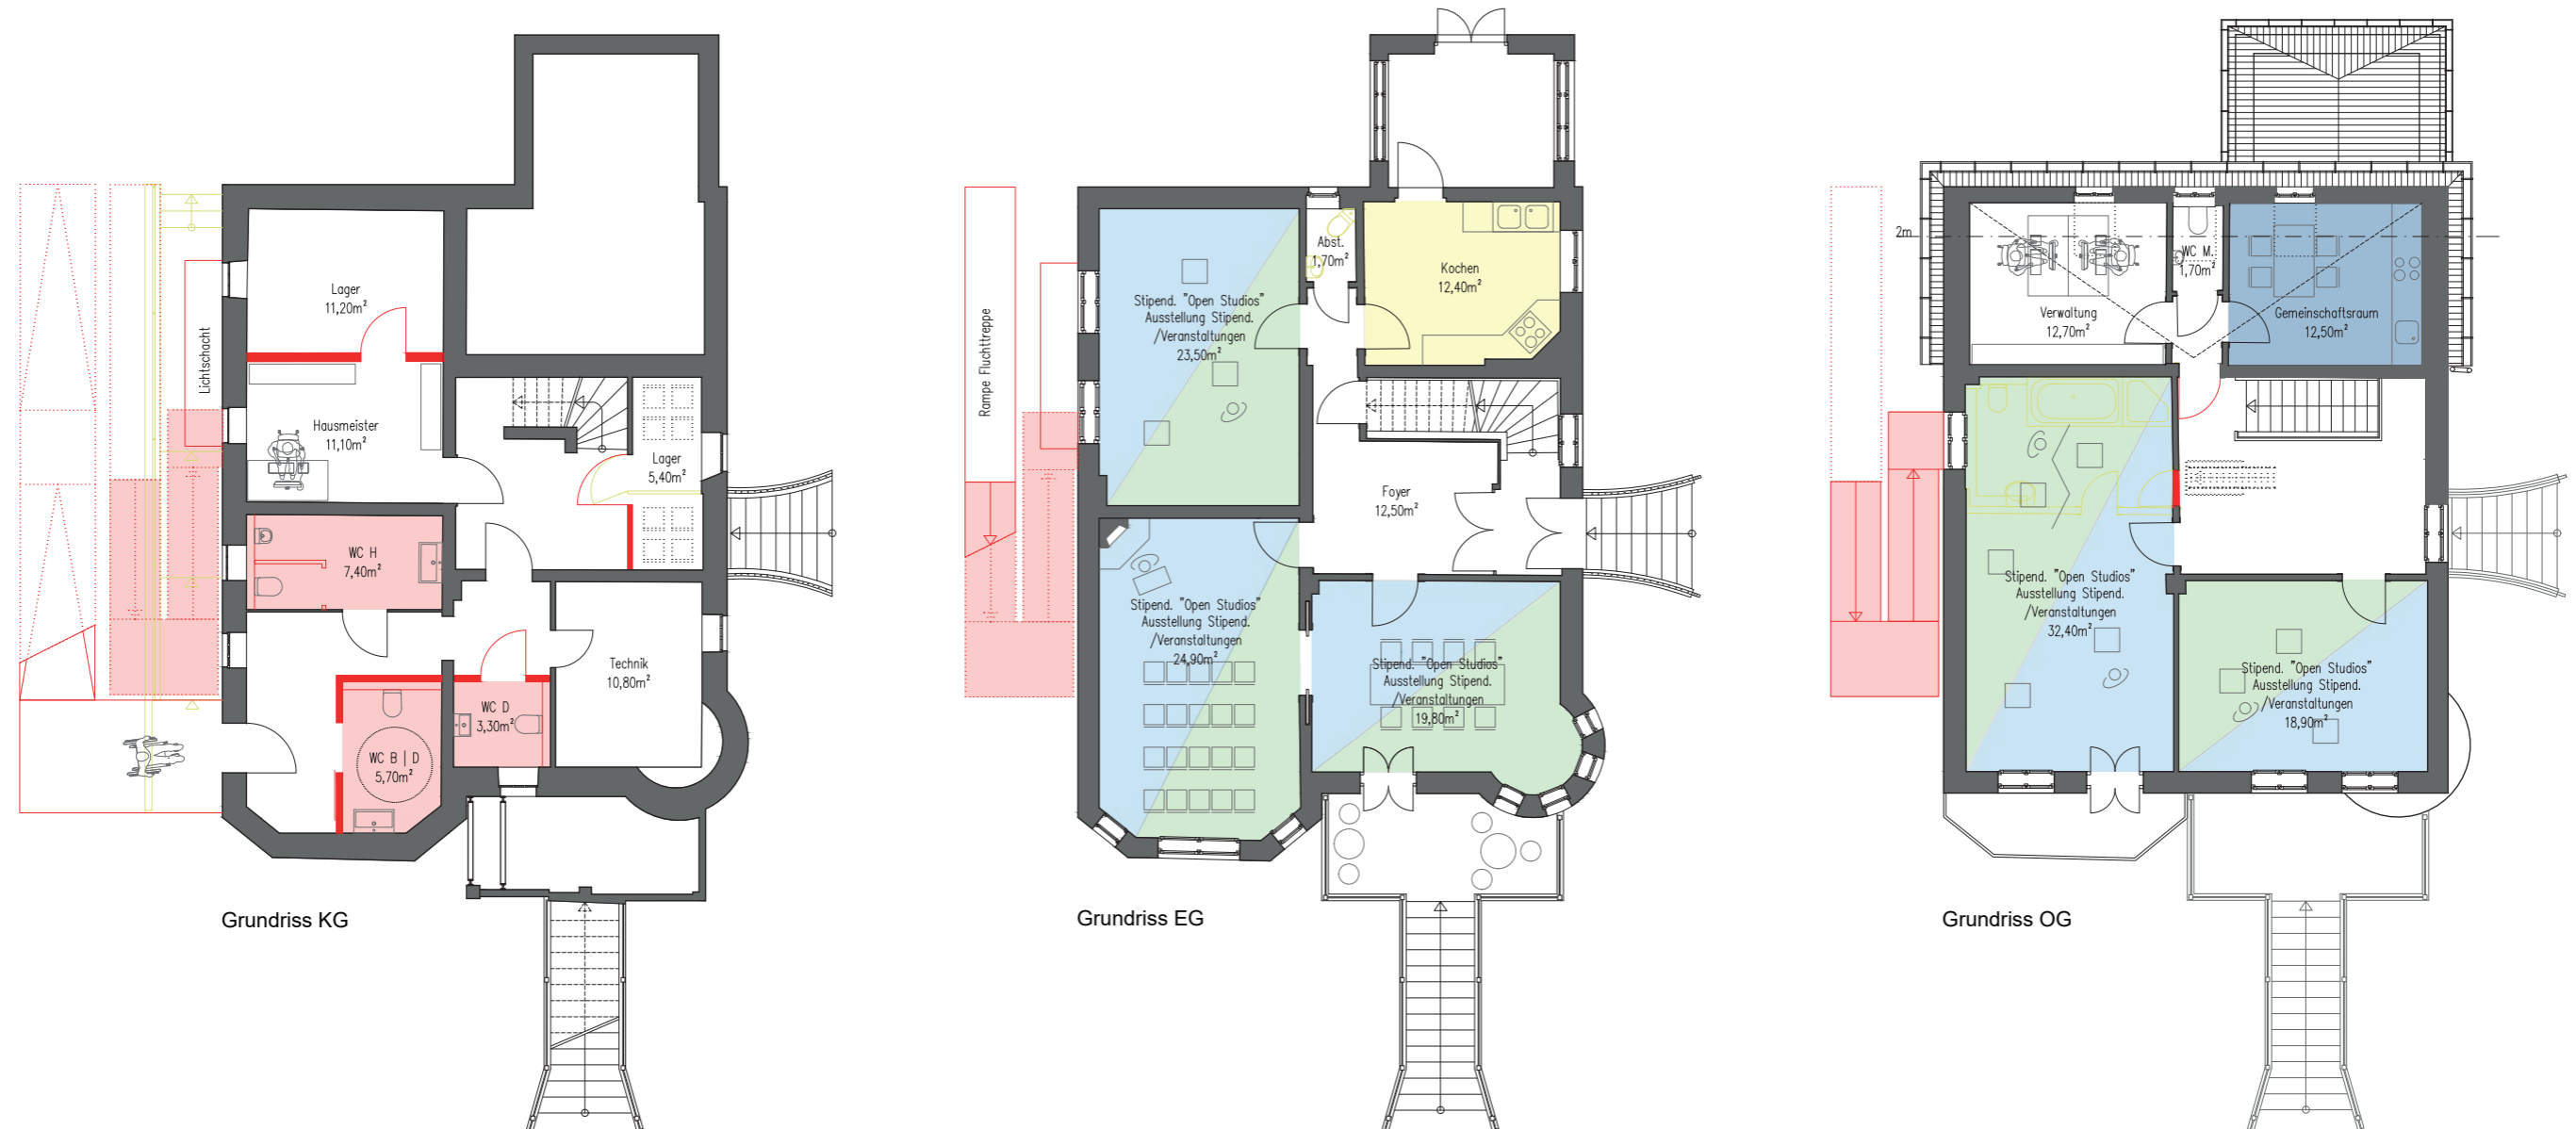 Lager
11,20m²
Lichtschacht
Hausmeister
11,10m²
Lager
5,40m²
WC H
7,40m²
Technik
10,80m²
WC D
3,30m²
WC B | D
5,70m²
Grundriss KG
Rampe Fluchttreppe
Stipend. "Open Studios"
Ausstellung Stipend.
/Veranstaltungen
23,50m²
Abst.
1,70m²
Kochen
12,40m²
Foyer
12,50m²
Stipend. "Open Studios"
Ausstellung Stipend.
/Veranstaltungen
24,90m²
Stipend. "Open Studios"
Ausstellung Stipend.
/Veranstaltungen
19,80m²
Grundriss EG
2m
WC M.
1,70m²
Verwaltung
12,70m²
Gemeinschaftsraum
12,50m²
Stipend. "Open Studios"
Ausstellung Stipend.
/Veranstaltungen
32,40m²
Stipend. "Open Studios"
Ausstellung Stipend.
/Veranstaltungen
18,90m²
Grundriss OG